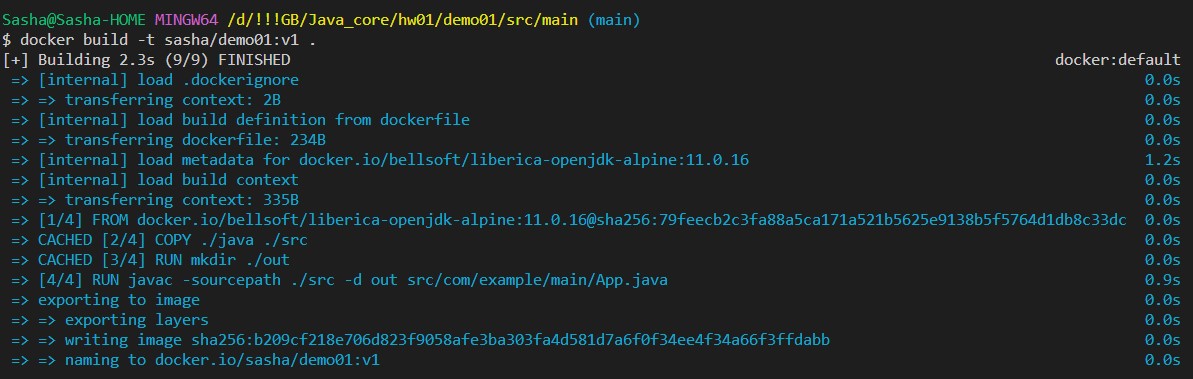 Sasha@Sasha-HOME MINGW64 /d/!!!GB/Java_core/hw01/demo01/src/main (main)
$ docker build -t sasha/demo01:v1 .
[+] Building 2.3s (9/9) FINISHED docker:default
=> [internal] load .dockerignore 0.0s
=> => transferring context: 2B 0.0s
=> [internal] load build definition from dockerfile 0.0s
=> => transferring dockerfile: 234B 0.0s
=> [internal] load metadata for docker.io/bellsoft/liberica-openjdk-alpine:11.0.16 1.2s
=> [internal] load build context 0.0s
=> => transferring context: 335B 0.0s
=> [1/4] FROM docker.io/bellsoft/liberica-openjdk-alpine:11.0.16@sha256:79feecb2c3fa88a5ca171a521b5625e9138b5f5764d1db8c33dc 0.0s
=> CACHED [2/4] COPY ./java ./src 0.0s
=> CACHED [3/4] RUN mkdir ./out 0.0s
=> [4/4] RUN javac -sourcepath ./src -d out src/com/example/main/App.java 0.9s
=> exporting to image 0.0s
=> => exporting layers 0.0s
=> => writing image sha256:b209cf218e706d823f9058afe3ba303fa4d581d7a6f0f34ee4f34a66f3ffdabb 0.0s
=> => naming to docker.io/sasha/demo01:v1 0.0s